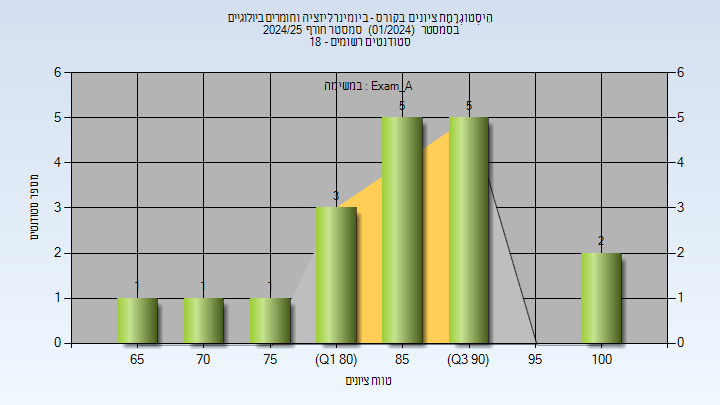 היסטוגרמת ציונים בקורס - ביומינרליזציה וחומרים ביולוגיים
בסמסטר (01/2024) סמסטר חורף 2024/25
סטודנטים רשומים - 18
במשימה : Exam_A
6 6
5 5
4 4
3 3
2 2
1 1
0 0
1 1 1 3 5 5 2
65 70 75 (Q1 80) 85 (Q3 90) 95 100
מספר סטודנטים
טווח ציונים